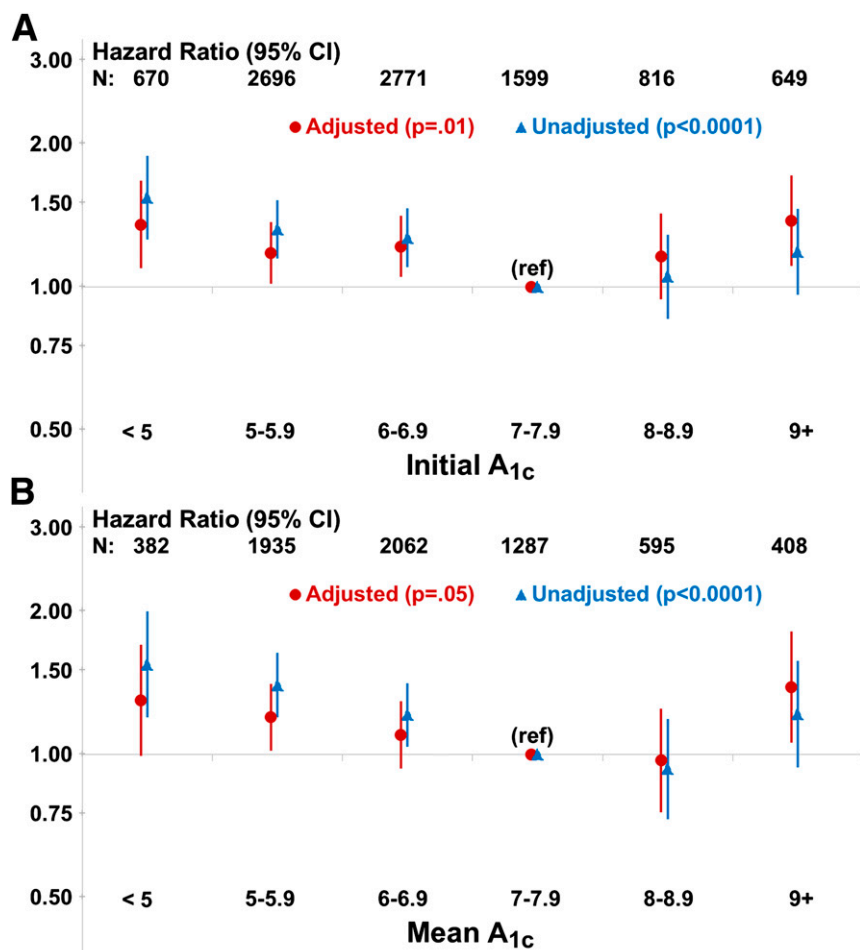 A
Hazard Ratio (95% CI)
N: 670 2696 2771 1599 816 649
Adjusted (p=.01) Unadjusted (p<0.0001)
3.00
2.00
1.50
(ref)
1.00
0.75
0.50
< 5 5-5.9 6-6.9 7-7.9 8-8.9 9+
Initial A1c
B
Hazard Ratio (95% CI)
N: 382 1935 2062 1287 595 408
Adjusted (p=.05) Unadjusted (p<0.0001)
3.00
2.00
1.50
(ref)
1.00
0.75
0.50
< 5 5-5.9 6-6.9 7-7.9 8-8.9 9+
Mean A1c